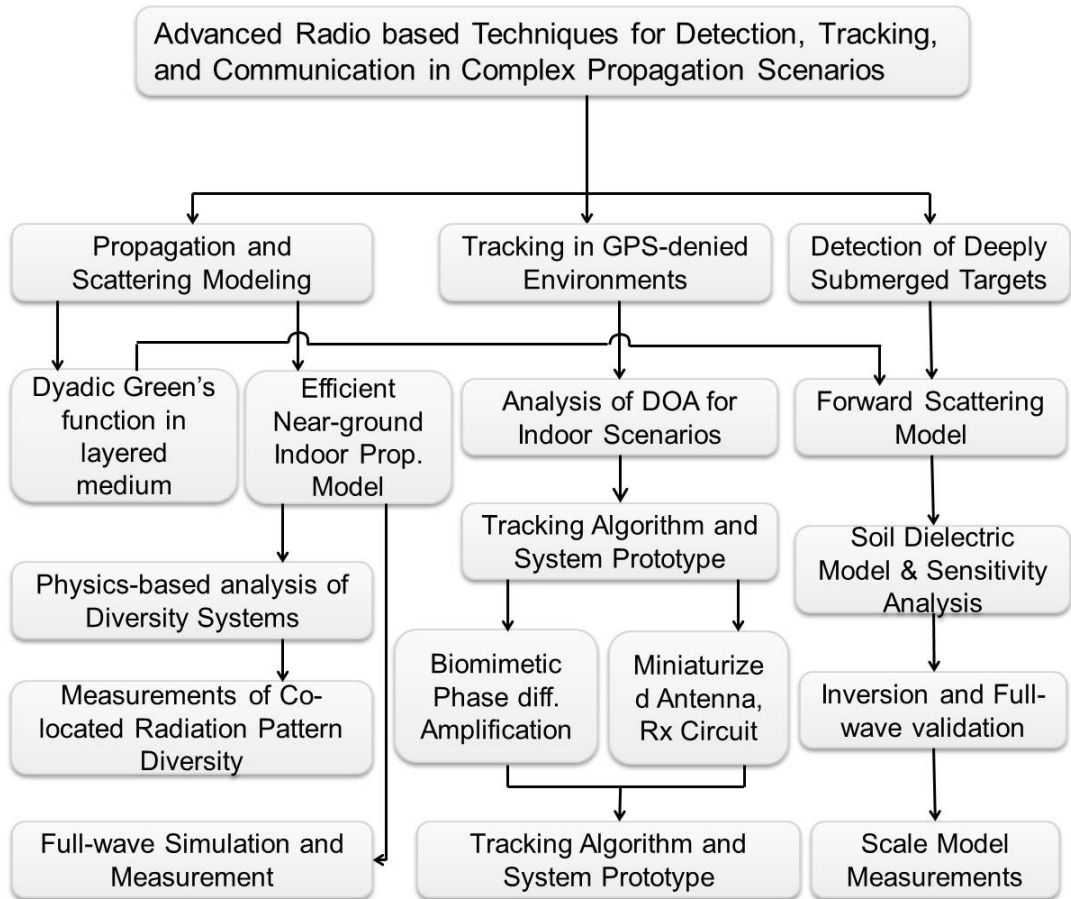 Advanced Radio based Techniques for Detection, Tracking,
and Communication in Complex Propagation Scenarios
Propagation and
Scattering Modeling
Tracking in GPS-denied
Environments
Detection of Deeply
Submerged Targets
Dyadic Green's
function in
layered
medium
Efficient
Near-ground
Indoor Prop.
Model
Analysis of DOA for
Indoor Scenarios
Forward Scattering
Model
Tracking Algorithm and
System Prototype
Soil Dielectric
Model & Sensitivity
Analysis
Physics-based analysis of
Diversity Systems
Biomimetic
Phase diff.
Amplification
Miniaturize
d Antenna,
Rx Circuit
Measurements of Co-
located Radiation Pattern
Diversity
Inversion and Full-
wave validation
Full-wave Simulation and
Measurement
Tracking Algorithm and
System Prototype
Scale Model
Measurements